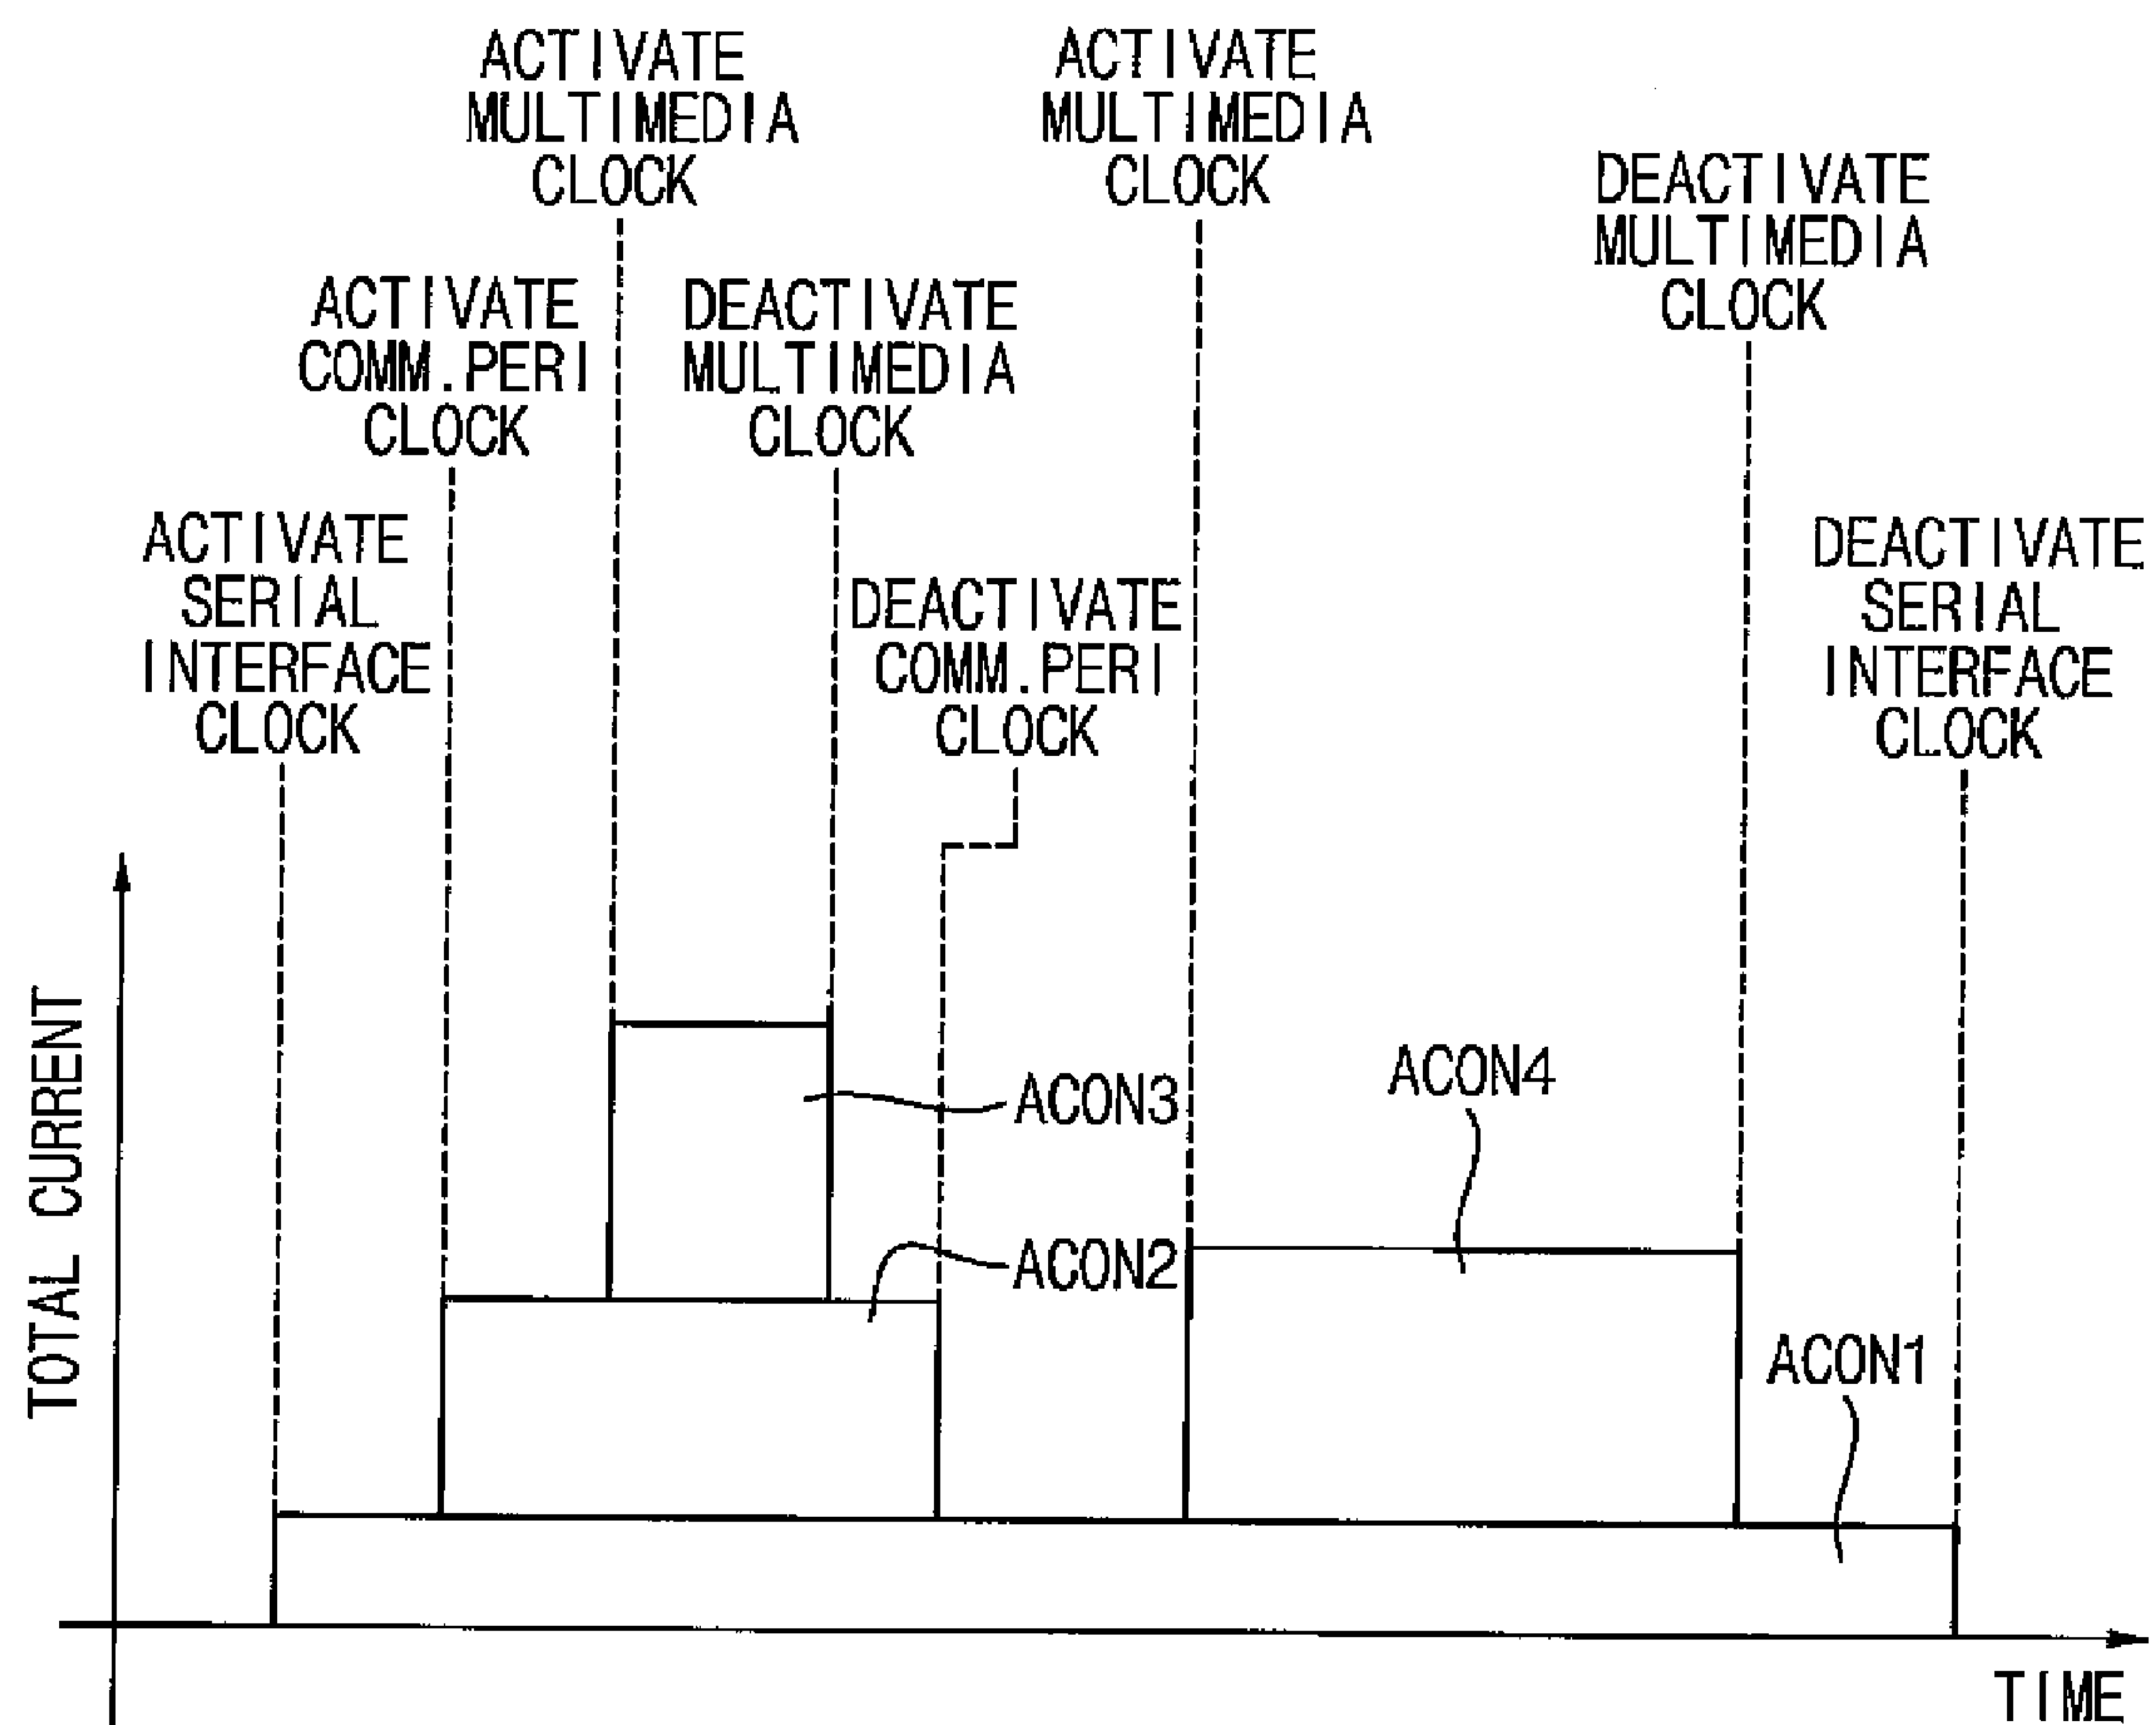 ACTIVATE
MULTIMEDIA
CLOCK
ACTIVATE
MULTIMEDIA
CLOCK
DEACTIVATE
MULTIMEDIA
CLOCK
ACTIVATE
COMM.PERI
CLOCK
DEACTIVATE
MULTIMEDIA
CLOCK
ACTIVATE
SERIAL
INTERFACE
CLOCK
DEACTIVATE
COMM.PERI
CLOCK
DEACTIVATE
SERIAL
INTERFACE
CLOCK
TOTAL CURRENT
ACON3
ACON4
ACON2
ACON1
TIME